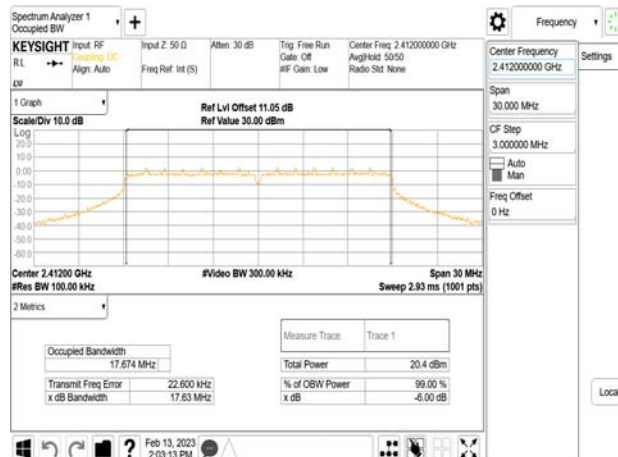 Spectrum Analyzer 1
Occupied BW
Frequency
KEYSIGHT Input: RF Input Z: 50 Ω Atten: 30 dB Trig: Free Run Center Freq: 2.412000000 GHz
RL Coupling: DC Gate: Off Avg|Hold: 50/50
Align: Auto Freq Ref: Int (S) #IF Gain: Low Radio Std: None
LXI
Center Frequency
2.412000000 GHz
Settings
Span
30.000 MHz
CF Step
3.000000 MHz
Auto
Man
Freq Offset
0 Hz
Local
1 Graph
Ref Lvl Offset 11.05 dB
Scale/Div 10.0 dB Ref Value 30.00 dBm
Log
20.0
10.0
0.00
-10.0
-20.0
-30.0
-40.0
-50.0
-60.0
Center 2.41200 GHz #Video BW 300.00 kHz Span 30 MHz
#Res BW 100.00 kHz Sweep 2.93 ms (1001 pts)
2 Metrics
Measure Trace Trace 1
Occupied Bandwidth
17.674 MHz Total Power 20.4 dBm
Transmit Freq Error 22.600 kHz % of OBW Power 99.00 %
x dB Bandwidth 17.63 MHz x dB -6.00 dB
?
Feb 13, 2023
2:03:13 PM